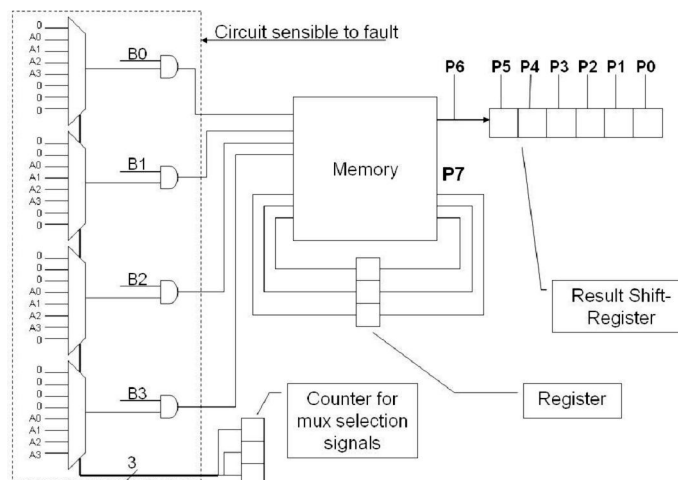 0
A0
A1
A2
A3
0
0
0
B0
Circuit sensible to fault
P6
P5
P4
P3
P2
P1
P0
0
0
A0
A1
A2
A3
0
0
B1
Memory
P7
0
0
0
A0
A1
A2
A3
0
B2
Result Shift-
Register
0
0
0
0
A0
A1
A2
A3
B3
3
Counter for
mux selection
signals
Register